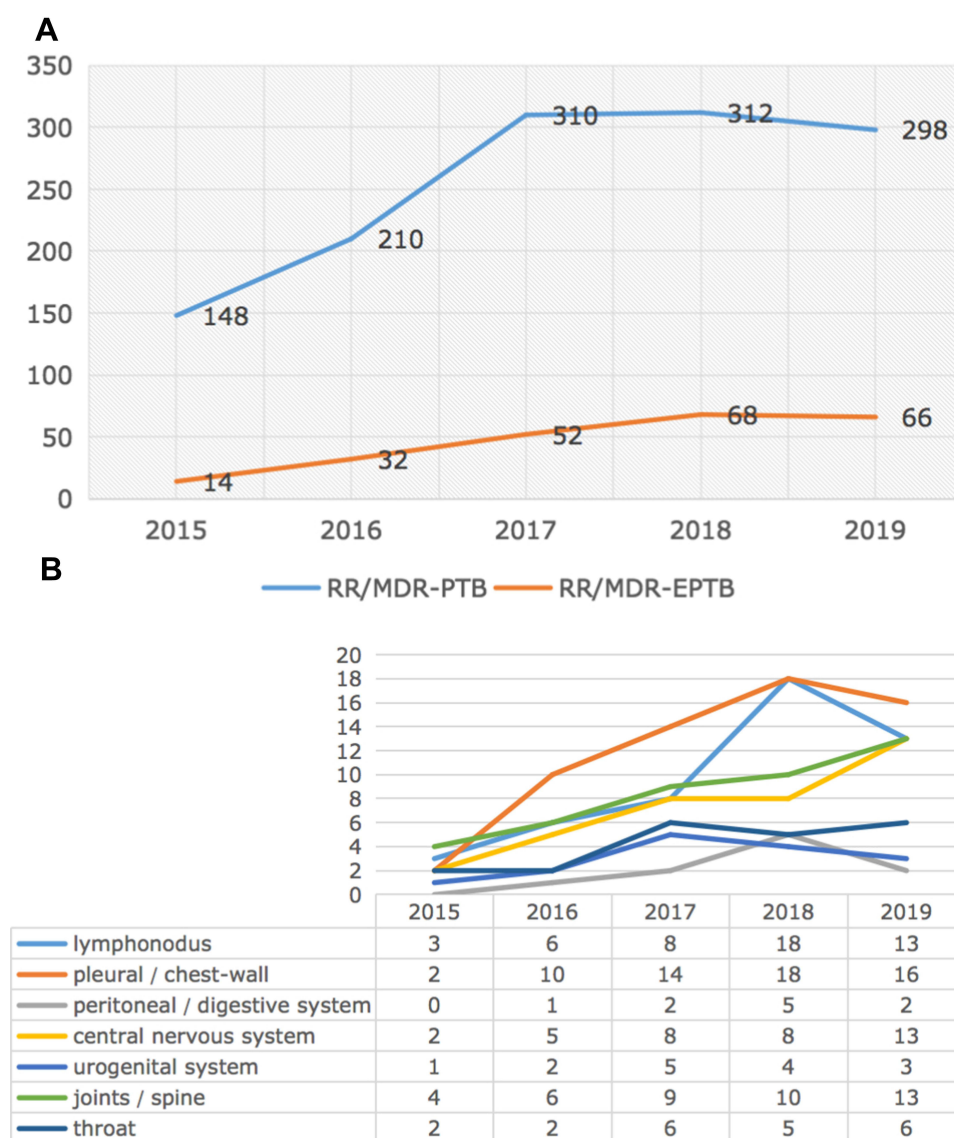 A
350
300
250
200
150
100
50
0
310
312
298
210
148
68
66
52
32
14
2015 2016 2017 2018 2019
RR/MDR-PTB RR/MDR-EPTB
B
20
18
16
14
12
10
8
6
4
2
0
2015 2016 2017 2018 2019
lymphonodus 3 6 8 18 13
pleural / chest-wall 2 10 14 18 16
peritoneal / digestive system 0 1 2 5 2
central nervous system 2 5 8 8 13
urogenital system 1 2 5 4 3
joints / spine 4 6 9 10 13
throat 2 2 6 5 6